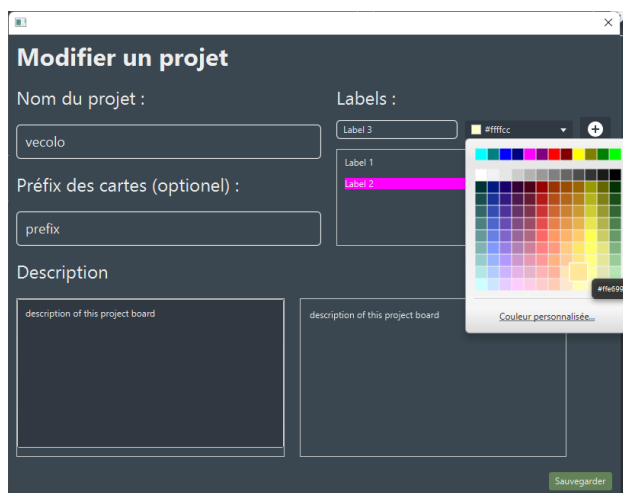 Modifier un projet
Nom du projet :
vecolo
Préfix des cartes (optionel) :
prefix
Labels :
Label 3
#ffffcc
Label 1
Label 2
#ffe699
Couleur personnalisée...
Description
description of this project board
description of this project board
Sauvegarder